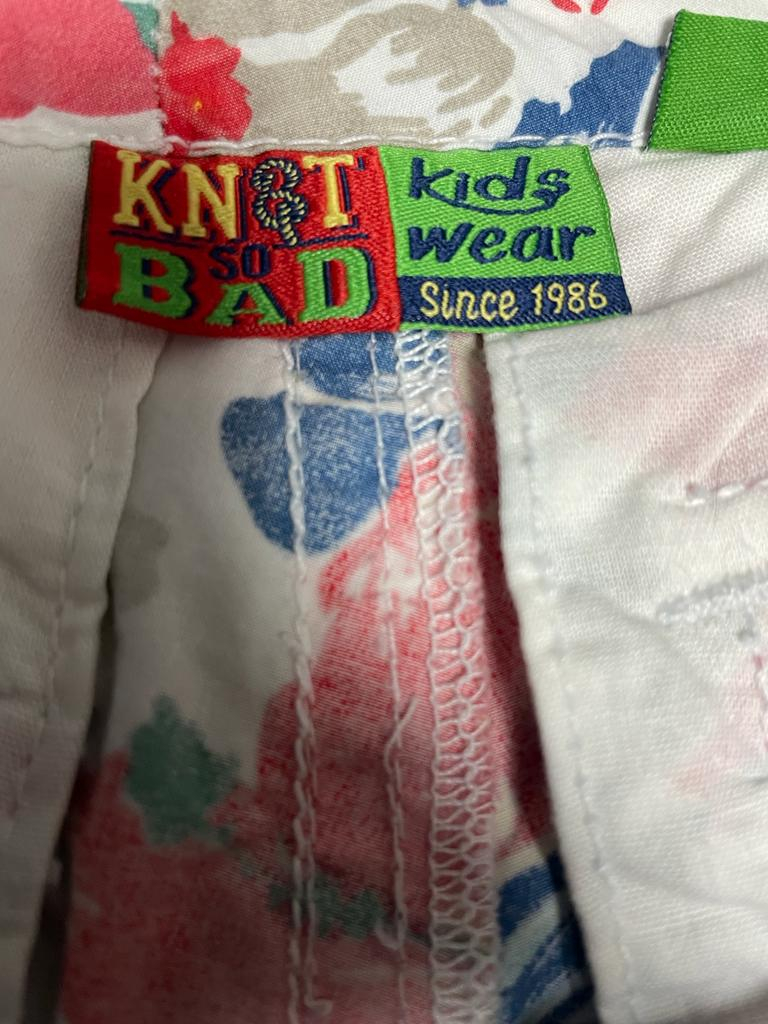 KNOT
SO
BAD
kids
wear
Since 1986